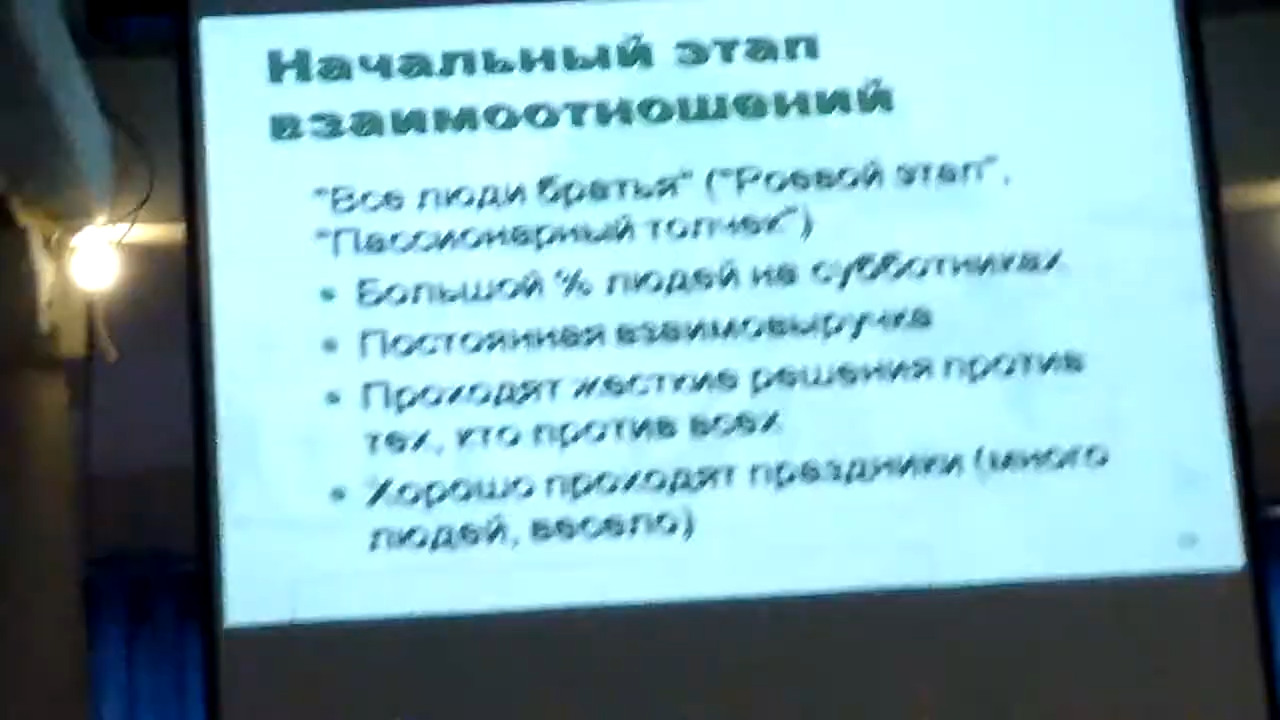 Начальный этап
взаимоотношений
"Все люди братья" ("Роевой этап",
"Пассионарный толчек")
• Большой % людей на субботниках
• Постоянная взаимовыручка
• Проходят жесткие решения против
тех, кто против всех
• Хорошо проходят праздники (много
людей, весело)